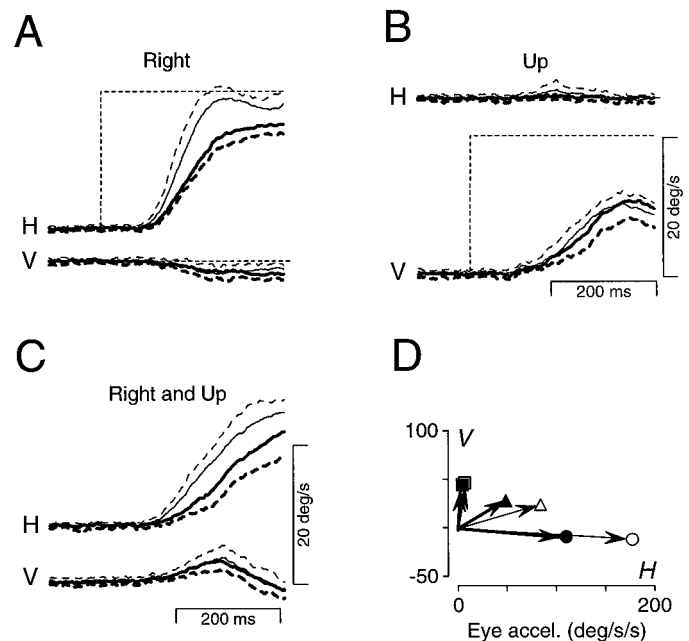 A
Right
H
V
B
Up
H
V
20 deg/s
200 ms
C
Right and Up
H
V
20 deg/s
200 ms
D
100
V
-50
H
0
200
Eye accel. (deg/s/s)